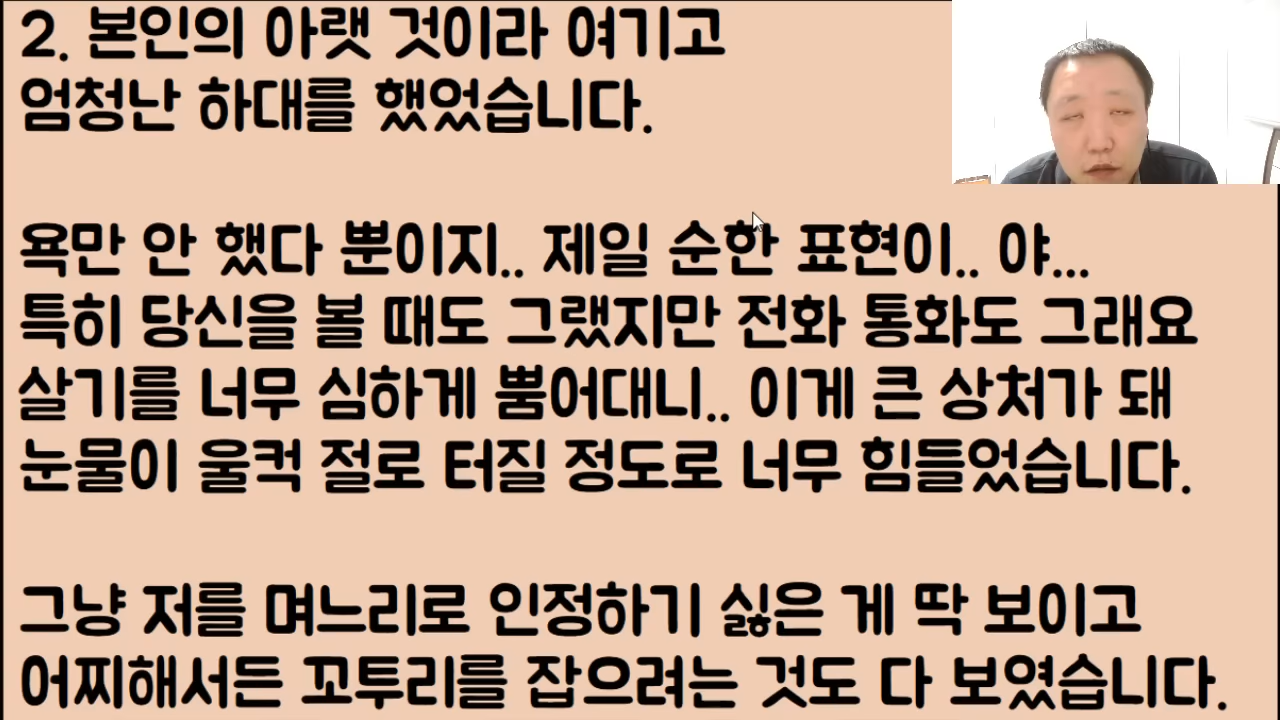 2. 본인의 아랫 것이라 여기고
엄청난 하대를 했었습니다.
욕만 안 했다 뿐이지.. 제일 순한 표현이.. 야...
특히 당신을 볼 때도 그랬지만 전화 통화도 그래요
살기를 너무 심하게 뿜어대니.. 이게 큰 상처가 돼
눈물이 울컥 절로 터질 정도로 너무 힘들었습니다.
그냥 저를 며느리로 인정하기 싫은 게 딱 보이고
어찌해서든 꼬투리를 잡으려는 것도 다 보였습니다.